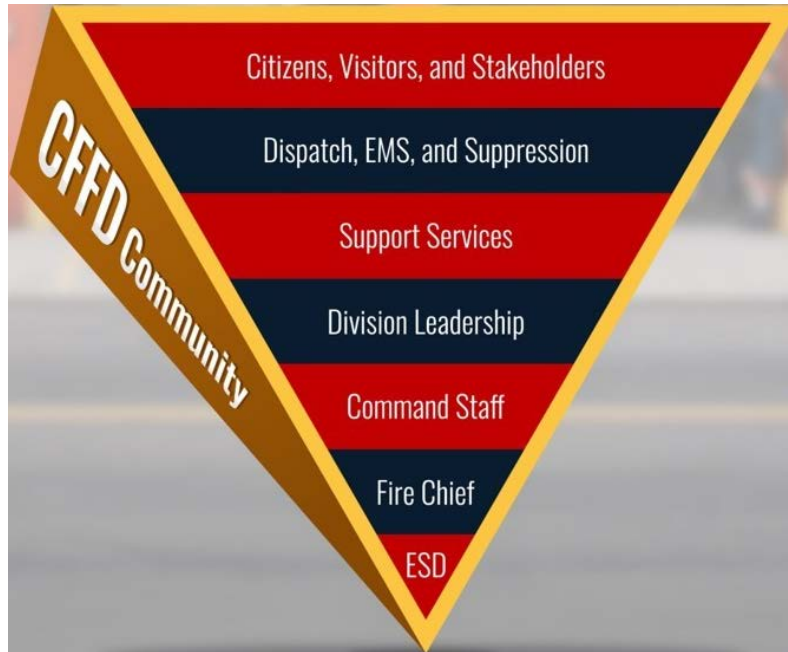 CFFD Community
Citizens, Visitors, and Stakeholders
Dispatch, EMS, and Suppression
Support Services
Division Leadership
Command Staff
Fire Chief
ESD